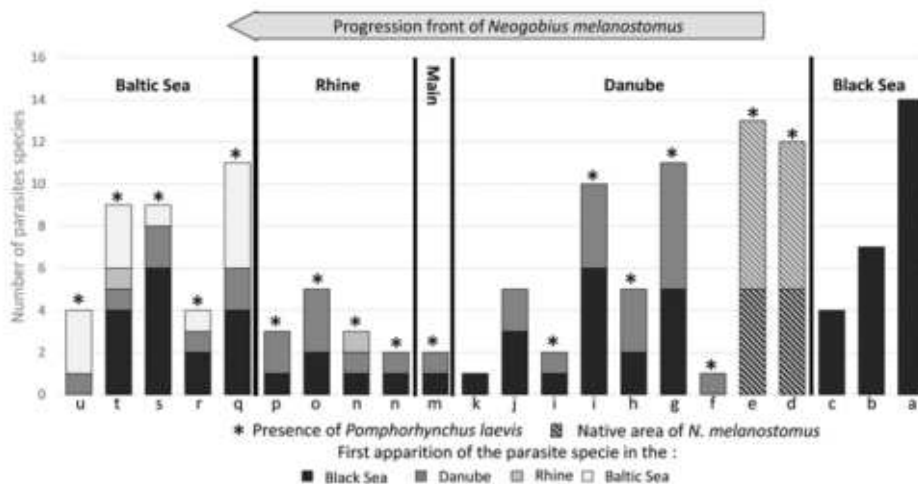 Progression front of Neogobius melanostomus
Baltic Sea Rhine Main Danube Black Sea
Number of parasites species
16
14
12
10
8
6
4
2
0
* * * * * * * * * * * * * * * * *
u t s r q p o n n m k j i i h g f e d c b a
* Presence of Pomphorhynchus laevis Native area of N. melanostomus
First apparition of the parasite specie in the :
Black Sea Danube Rhine Baltic Sea